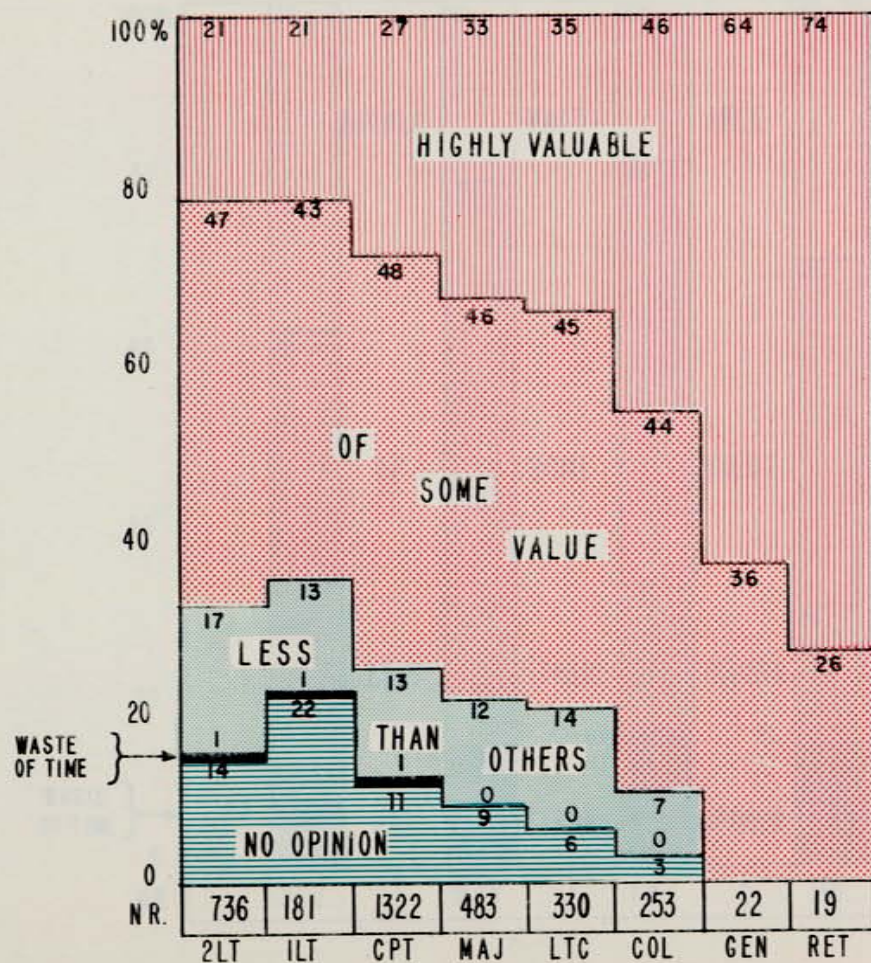 100% 21 21 27 33 35 46 64 74
HIGHLY VALUABLE
80
47 43 48 46 45 44 36 26
60
OF
SOME
VALUE
40
17 13 13 12 14 7
LESS
THAN
OTHERS
20
WASTE
OF TIME
1 1 1 0 0 0
14 22 11 9 6 3
NO OPINION
0
NR. 736 181 1322 483 330 253 22 19
2LT 1LT CPT MAJ LTC COL GEN RET